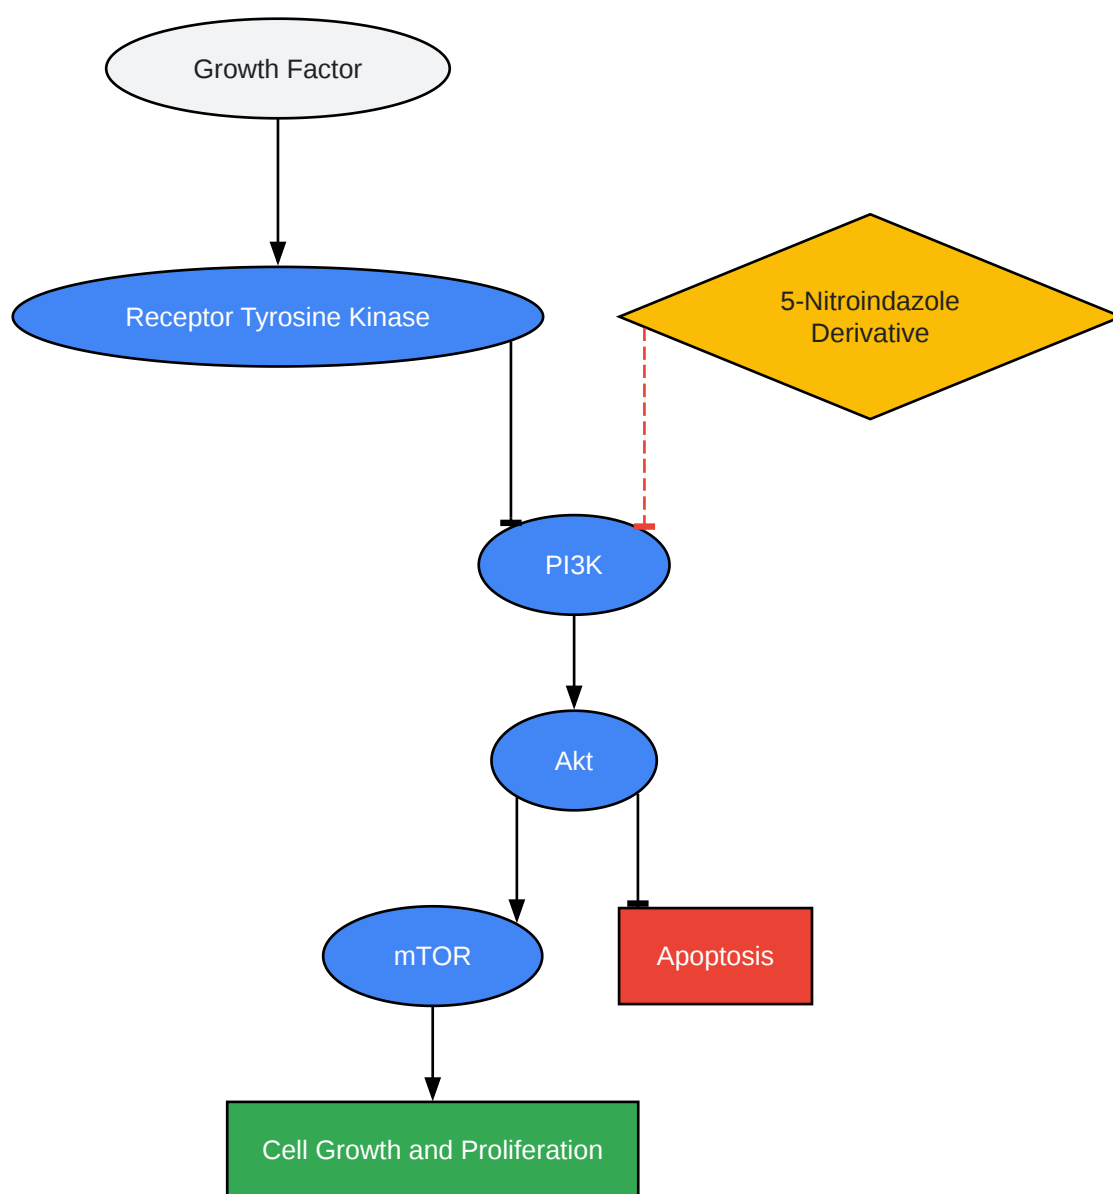 Growth Factor
Receptor Tyrosine Kinase
5-Nitroindazole
Derivative
PI3K
Akt
mTOR
Apoptosis
Cell Growth and Proliferation